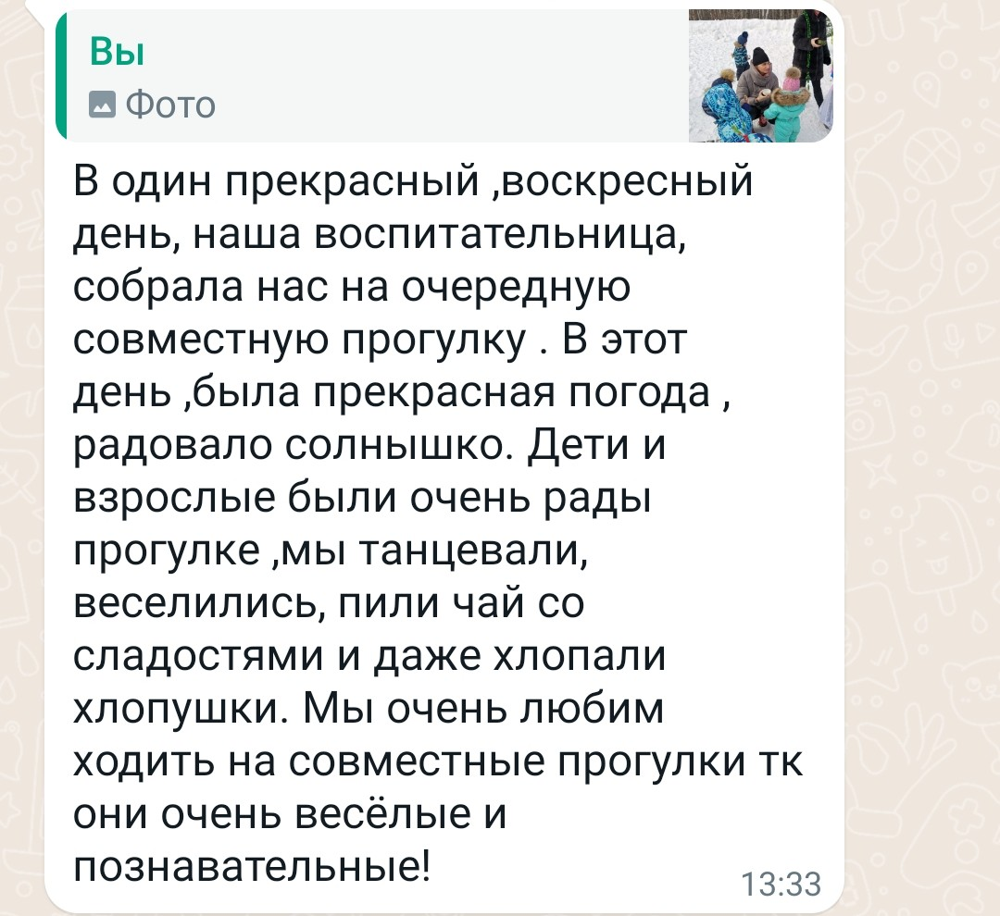 Вы
Фото
В один прекрасный ,воскресный
день, наша воспитательница,
собрала нас на очередную
совместную прогулку . В этот
день ,была прекрасная погода ,
радовало солнышко. Дети и
взрослые были очень рады
прогулке ,мы танцевали,
веселились, пили чай со
сладостями и даже хлопали
хлопушки. Мы очень любим
ходить на совместные прогулки тк
они очень весёлые и
познавательные!
13:33